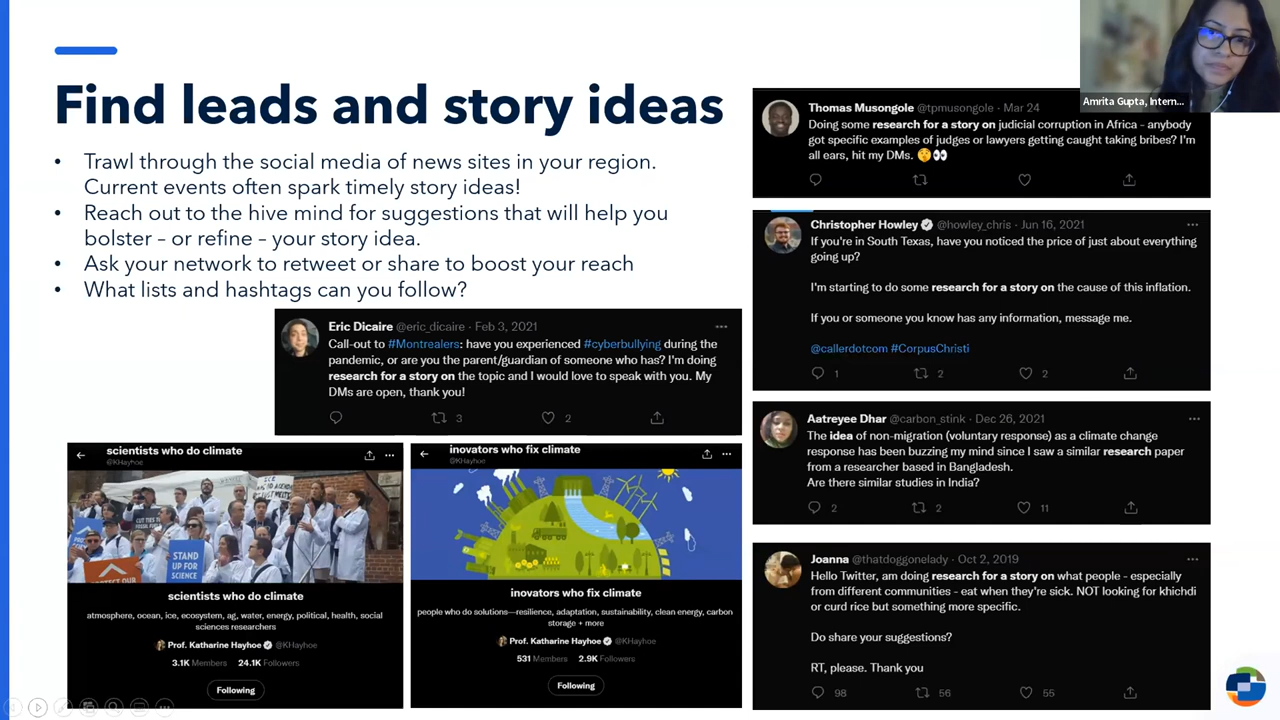 Find leads and story ideas
• Trawl through the social media of news sites in your region.
Current events often spark timely story ideas!
• Reach out to the hive mind for suggestions that will help you
bolster – or refine – your story idea.
• Ask your network to retweet or share to boost your reach
• What lists and hashtags can you follow?
Eric Dicaire @eric_dicaire · Feb 3, 2021
Call-out to #Montrealers: have you experienced #cyberbullying during the
pandemic, or are you the parent/guardian of someone who has? I'm doing
research for a story on the topic and I would love to speak with you. My
DMs are open, thank you!
3 2
scientists who do climate
@KHayhoe
STAND
UP FOR
SCIENCE
scientists who do climate
atmosphere, ocean, ice, ecosystem, ag, water, energy, political, health, social
sciences researchers
Prof. Katharine Hayhoe @KHayhoe
3.1K Members 24.1K Followers
Following
inovators who fix climate
@KHayhoe
inovators who fix climate
people who do solutions—resilience, adaptation, sustainability, clean energy, carbon
storage + more
Prof. Katharine Hayhoe @KHayhoe
531 Members 2.9K Followers
Following
Amrita Gupta, Intern...
Thomas Musongole @tpmusongole · Mar 24
Doing some research for a story on judicial corruption in Africa - anybody
got specific examples of judges or lawyers getting caught taking bribes? I'm
all ears, hit my DMs. 🤫👀
Christopher Howley @howley_chris · Jun 16, 2021
If you're in South Texas, have you noticed the price of just about everything
going up?
I'm starting to do some research for a story on the cause of this inflation.
If you or someone you know has any information, message me.
@callerdotcom #CorpusChristi
1 2 2
Aatreyee Dhar @carbon_stink · Dec 26, 2021
The idea of non-migration (voluntary response) as a climate change
response has been buzzing my mind since I saw a similar research paper
from a researcher based in Bangladesh.
Are there similar studies in India?
2 2 11
Joanna @thatdoggonelady · Oct 2, 2019
Hello Twitter, am doing research for a story on what people - especially
from different communities - eat when they're sick. NOT looking for khichdi
or curd rice but something more specific.
Do share your suggestions?
RT, please. Thank you
98 56 55